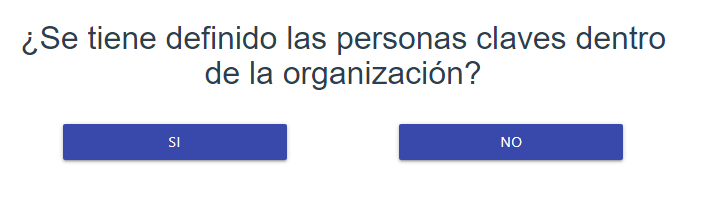 ¿Se tiene definido las personas claves dentro
de la organización?
SI
NO